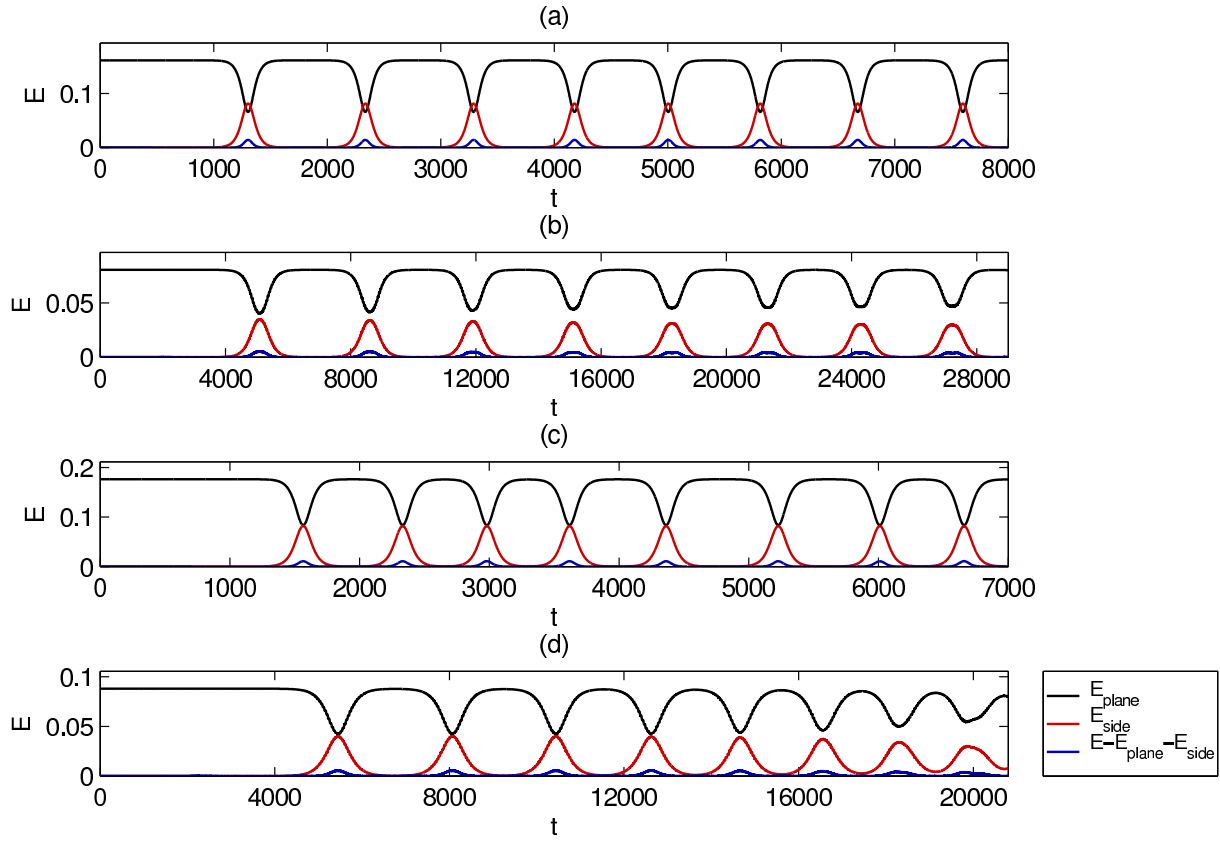 (a)
E
0.1
0
0 1000 2000 3000 4000 5000 6000 7000 8000
t
(b)
E
0.05
0
0 4000 8000 12000 16000 20000 24000 28000
t
(c)
E
0.2
0.1
0
0 1000 2000 3000 4000 5000 6000 7000
t
(d)
E
0.1
0.05
0
0 4000 8000 12000 16000 20000
t
E_plane
E_side
E−E_plane−E_side